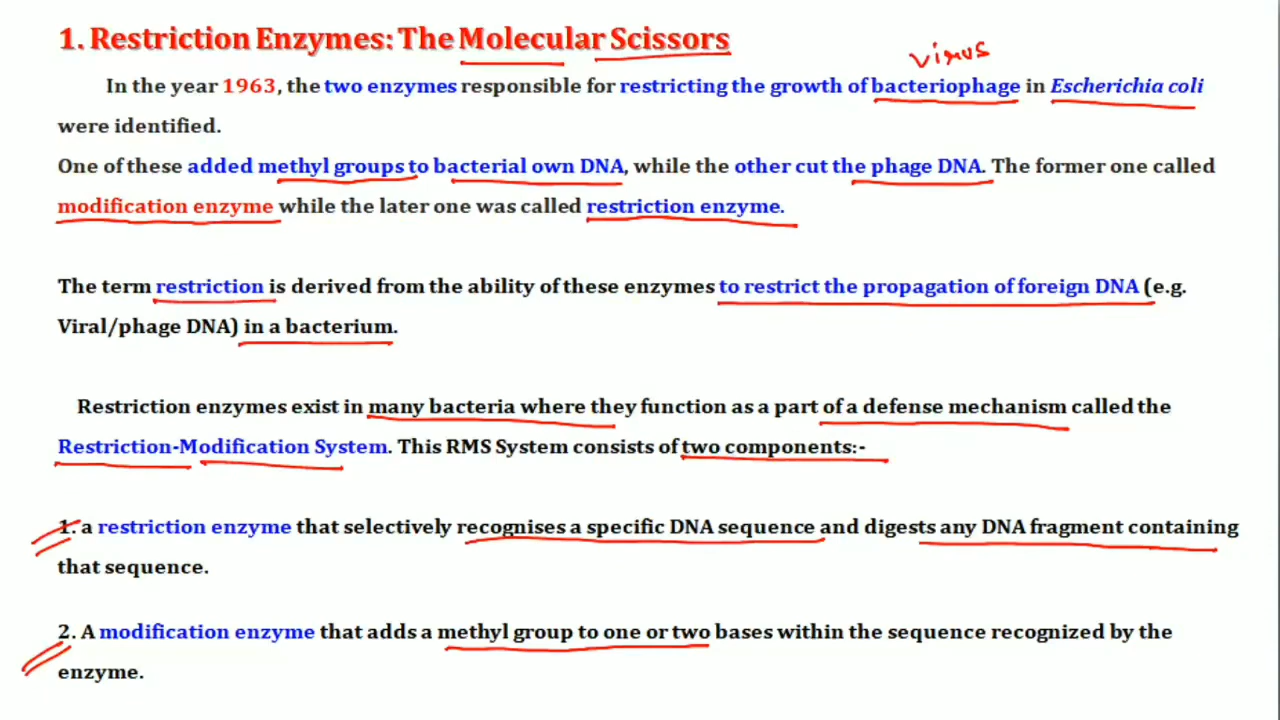 1. Restriction Enzymes: The Molecular Scissors
virus
In the year 1963, the two enzymes responsible for restricting the growth of bacteriophage in Escherichia coli
were identified.
One of these added methyl groups to bacterial own DNA, while the other cut the phage DNA. The former one called
modification enzyme while the later one was called restriction enzyme.
The term restriction is derived from the ability of these enzymes to restrict the propagation of foreign DNA (e.g.
Viral/phage DNA) in a bacterium.
Restriction enzymes exist in many bacteria where they function as a part of a defense mechanism called the
Restriction-Modification System. This RMS System consists of two components:-
1. a restriction enzyme that selectively recognises a specific DNA sequence and digests any DNA fragment containing
that sequence.
2. A modification enzyme that adds a methyl group to one or two bases within the sequence recognized by the
enzyme.